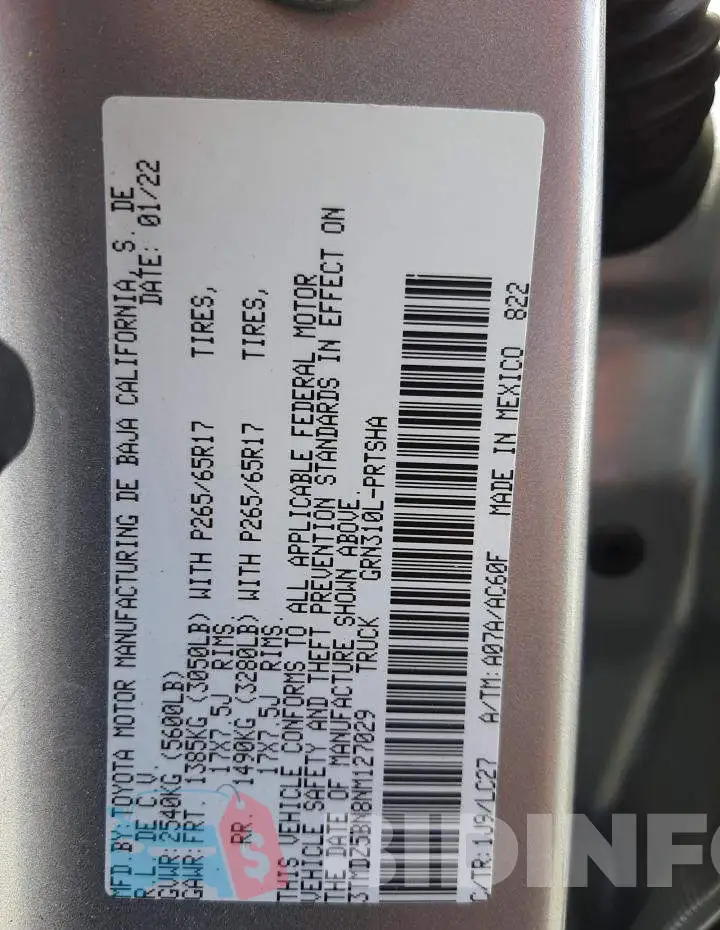 MFD.BY:TOYOTA MOTOR MANUFACTURING DE BAJA CALIFORNIA, S. DE
R.L. DE C.V. DATE: 01/22
GVWR:2540KG (5600LB)
GAWR:FRT. 1385KG (3050LB) WITH P265/65R17 TIRES,
17X7.5J RIMS.
RR. 1490KG (3280LB) WITH P265/65R17 TIRES,
17X7.5J RIMS.
THIS VEHICLE CONFORMS TO ALL APPLICABLE FEDERAL MOTOR
VEHICLE SAFETY AND THEFT PREVENTION STANDARDS IN EFFECT ON
THE DATE OF MANUFACTURE SHOWN ABOVE.
3TMDZ5BN8NM127029 TRUCK GRN310L-PRTSHA
C/TR:1J9/LC27 A/TM:A07A/AC60F MADE IN MEXICO 822
BIDINFO